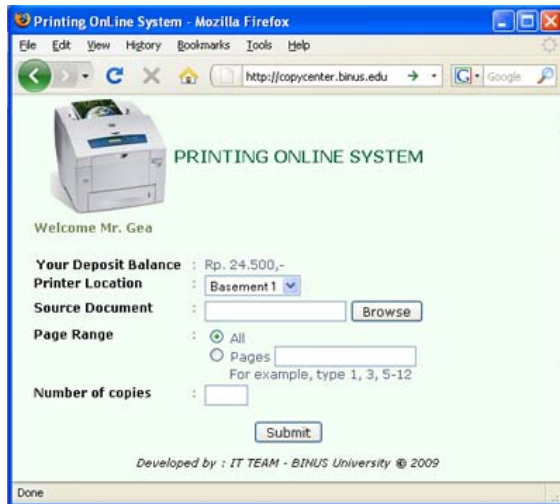 Printing OnLine System - Mozilla Firefox
File Edit View History Bookmarks Tools Help
http://copycenter.binus.edu G Google
PRINTING ONLINE SYSTEM
Welcome Mr. Gea
Your Deposit Balance : Rp. 24.500,-
Printer Location : Basement 1
Source Document : Browse
Page Range : All
Pages
For example, type 1, 3, 5-12
Number of copies :
Submit
Developed by : IT TEAM - BINUS University © 2009
Done